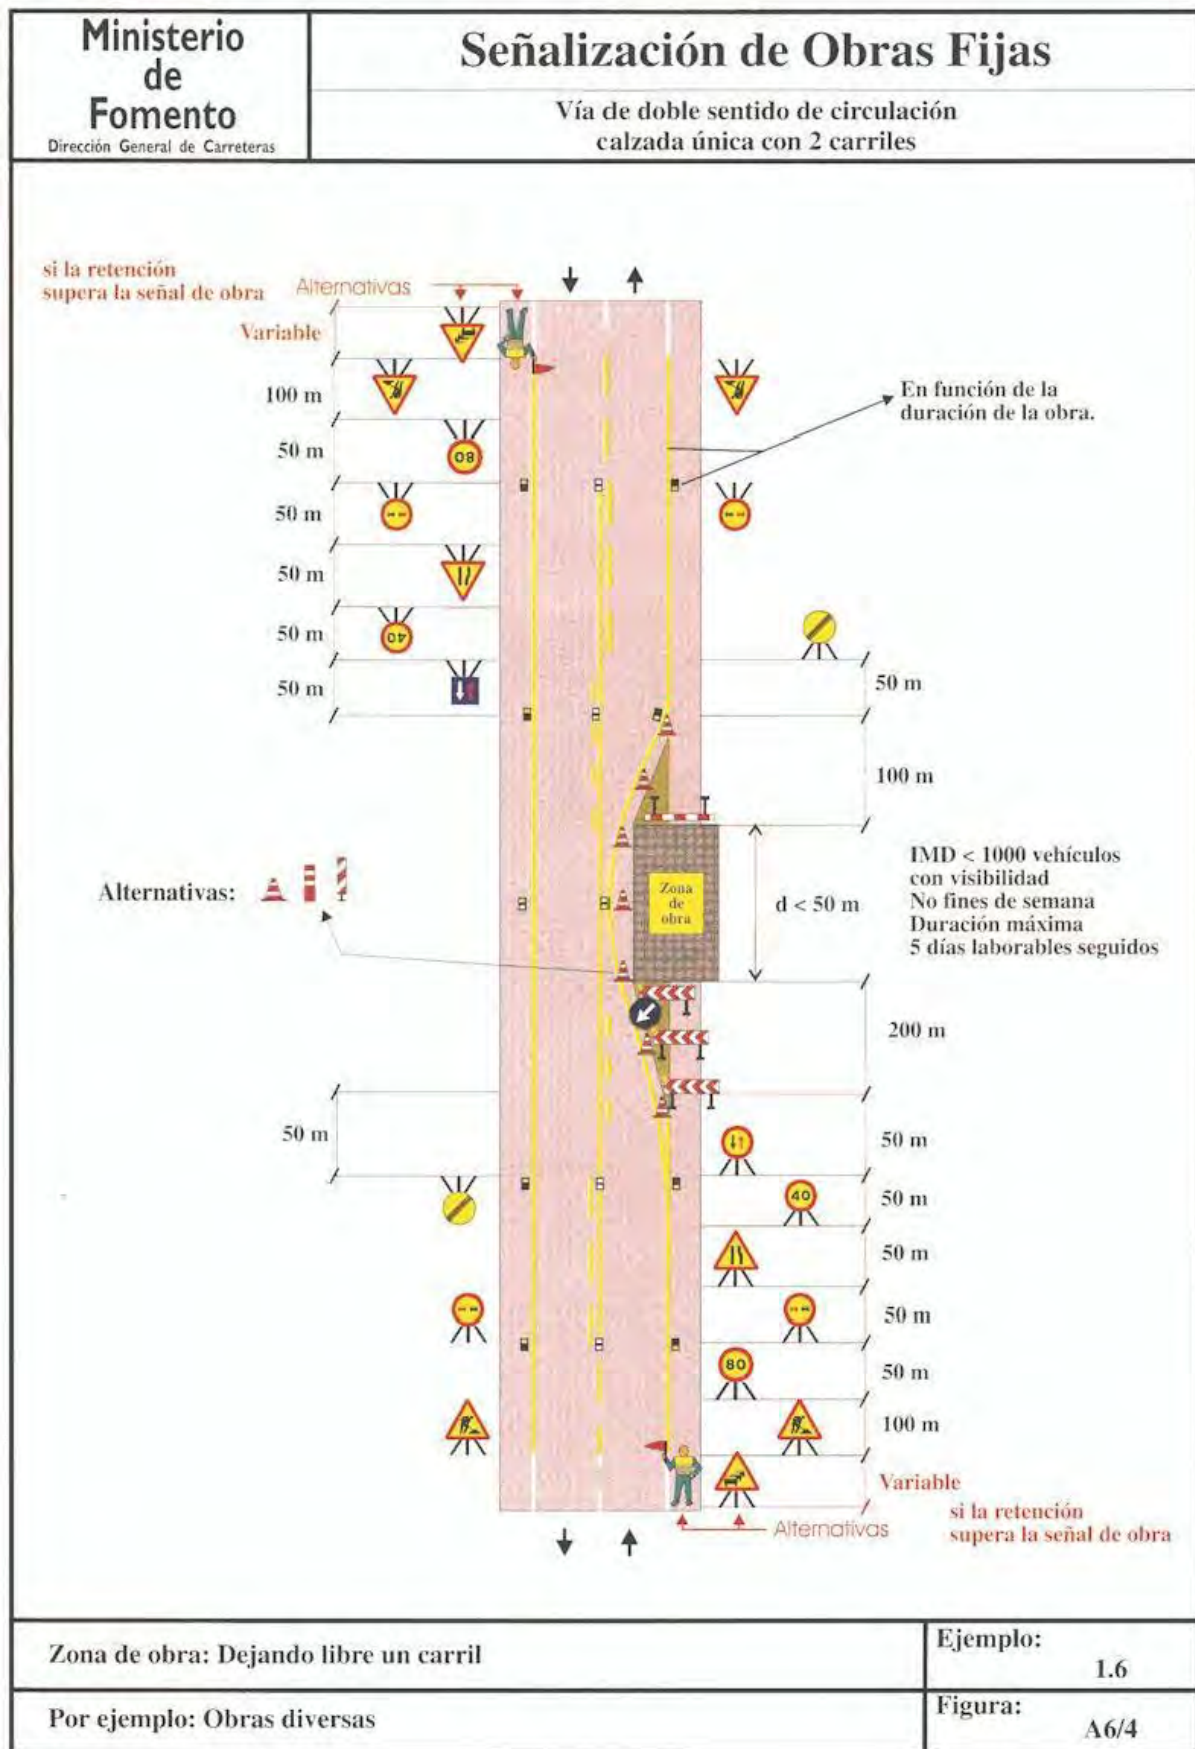 Ministerio
de
Fomento
Dirección General de Carreteras
Señalización de Obras Fijas
Vía de doble sentido de circulación
calzada única con 2 carriles
si la retención
supera la señal de obra
Alternativas
Variable
100 m
50 m
50 m
50 m
50 m
50 m
80
40
En función de la
duración de la obra.
50 m
100 m
Alternativas:
Zona
de
obra
d < 50 m
IMD < 1000 vehículos
con visibilidad
No fines de semana
Duración máxima
5 días laborables seguidos
200 m
50 m
50 m
40
50 m
50 m
50 m
80
50 m
100 m
Variable
Alternativas
si la retención
supera la señal de obra
Zona de obra: Dejando libre un carril
Ejemplo:
1.6
Por ejemplo: Obras diversas
Figura:
A6/4